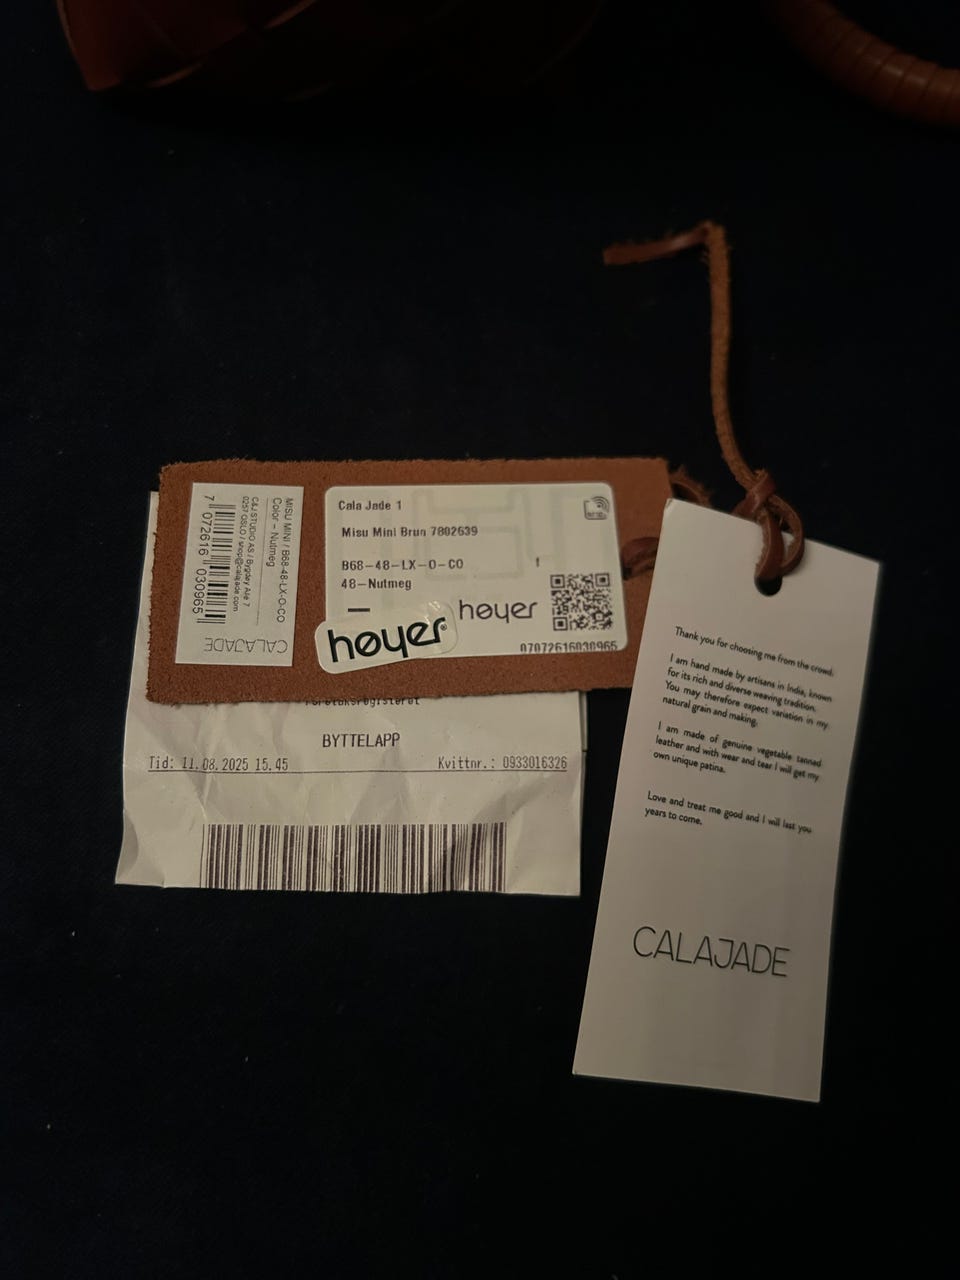 MISU MINI / B68-48-LX-O-CO
Color – Nutmeg
C&J STUDIO AS / Bygdøy Allé 7
0257 OSLO / shop@calajade.com
7 072616 030965
CALAJADE
Cala Jade 1
Misu Mini Brun 7802639
B68-48-LX-O-CO 1
48-Nutmeg
høyer
høyer®
07072616030965
Foretaksregisteret
BYTTELAPP
Tid: 11.08.2025 15.45 Kvittnr.: 0933016326
Thank you for choosing me from the crowd.
I am hand made by artisans in India, known
for its rich and diverse weaving tradition.
You may therefore expect variation in my
natural grain and making.
I am made of genuine vegetable tanned
leather and with wear and tear I will get my
own unique patina.
Love and treat me good and I will last you
years to come.
CALAJADE